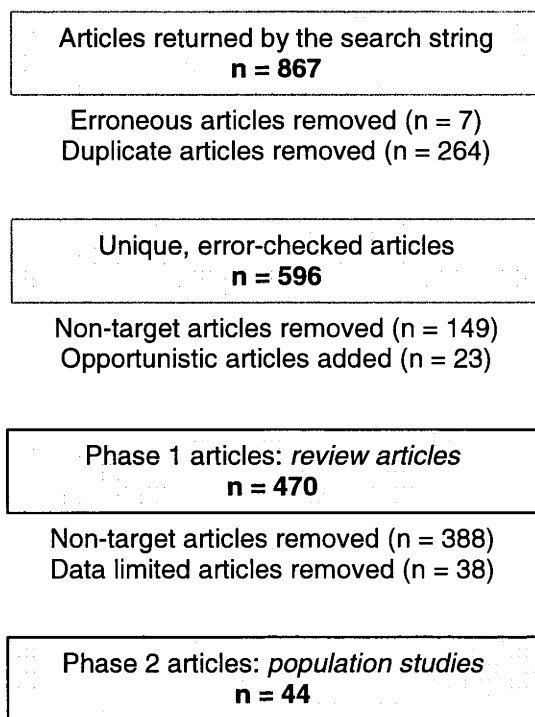 Articles returned by the search string
n = 867
Erroneous articles removed (n = 7)
Duplicate articles removed (n = 264)
Unique, error-checked articles
n = 596
Non-target articles removed (n = 149)
Opportunistic articles added (n = 23)
Phase 1 articles: review articles
n = 470
Non-target articles removed (n = 388)
Data limited articles removed (n = 38)
Phase 2 articles: population studies
n = 44